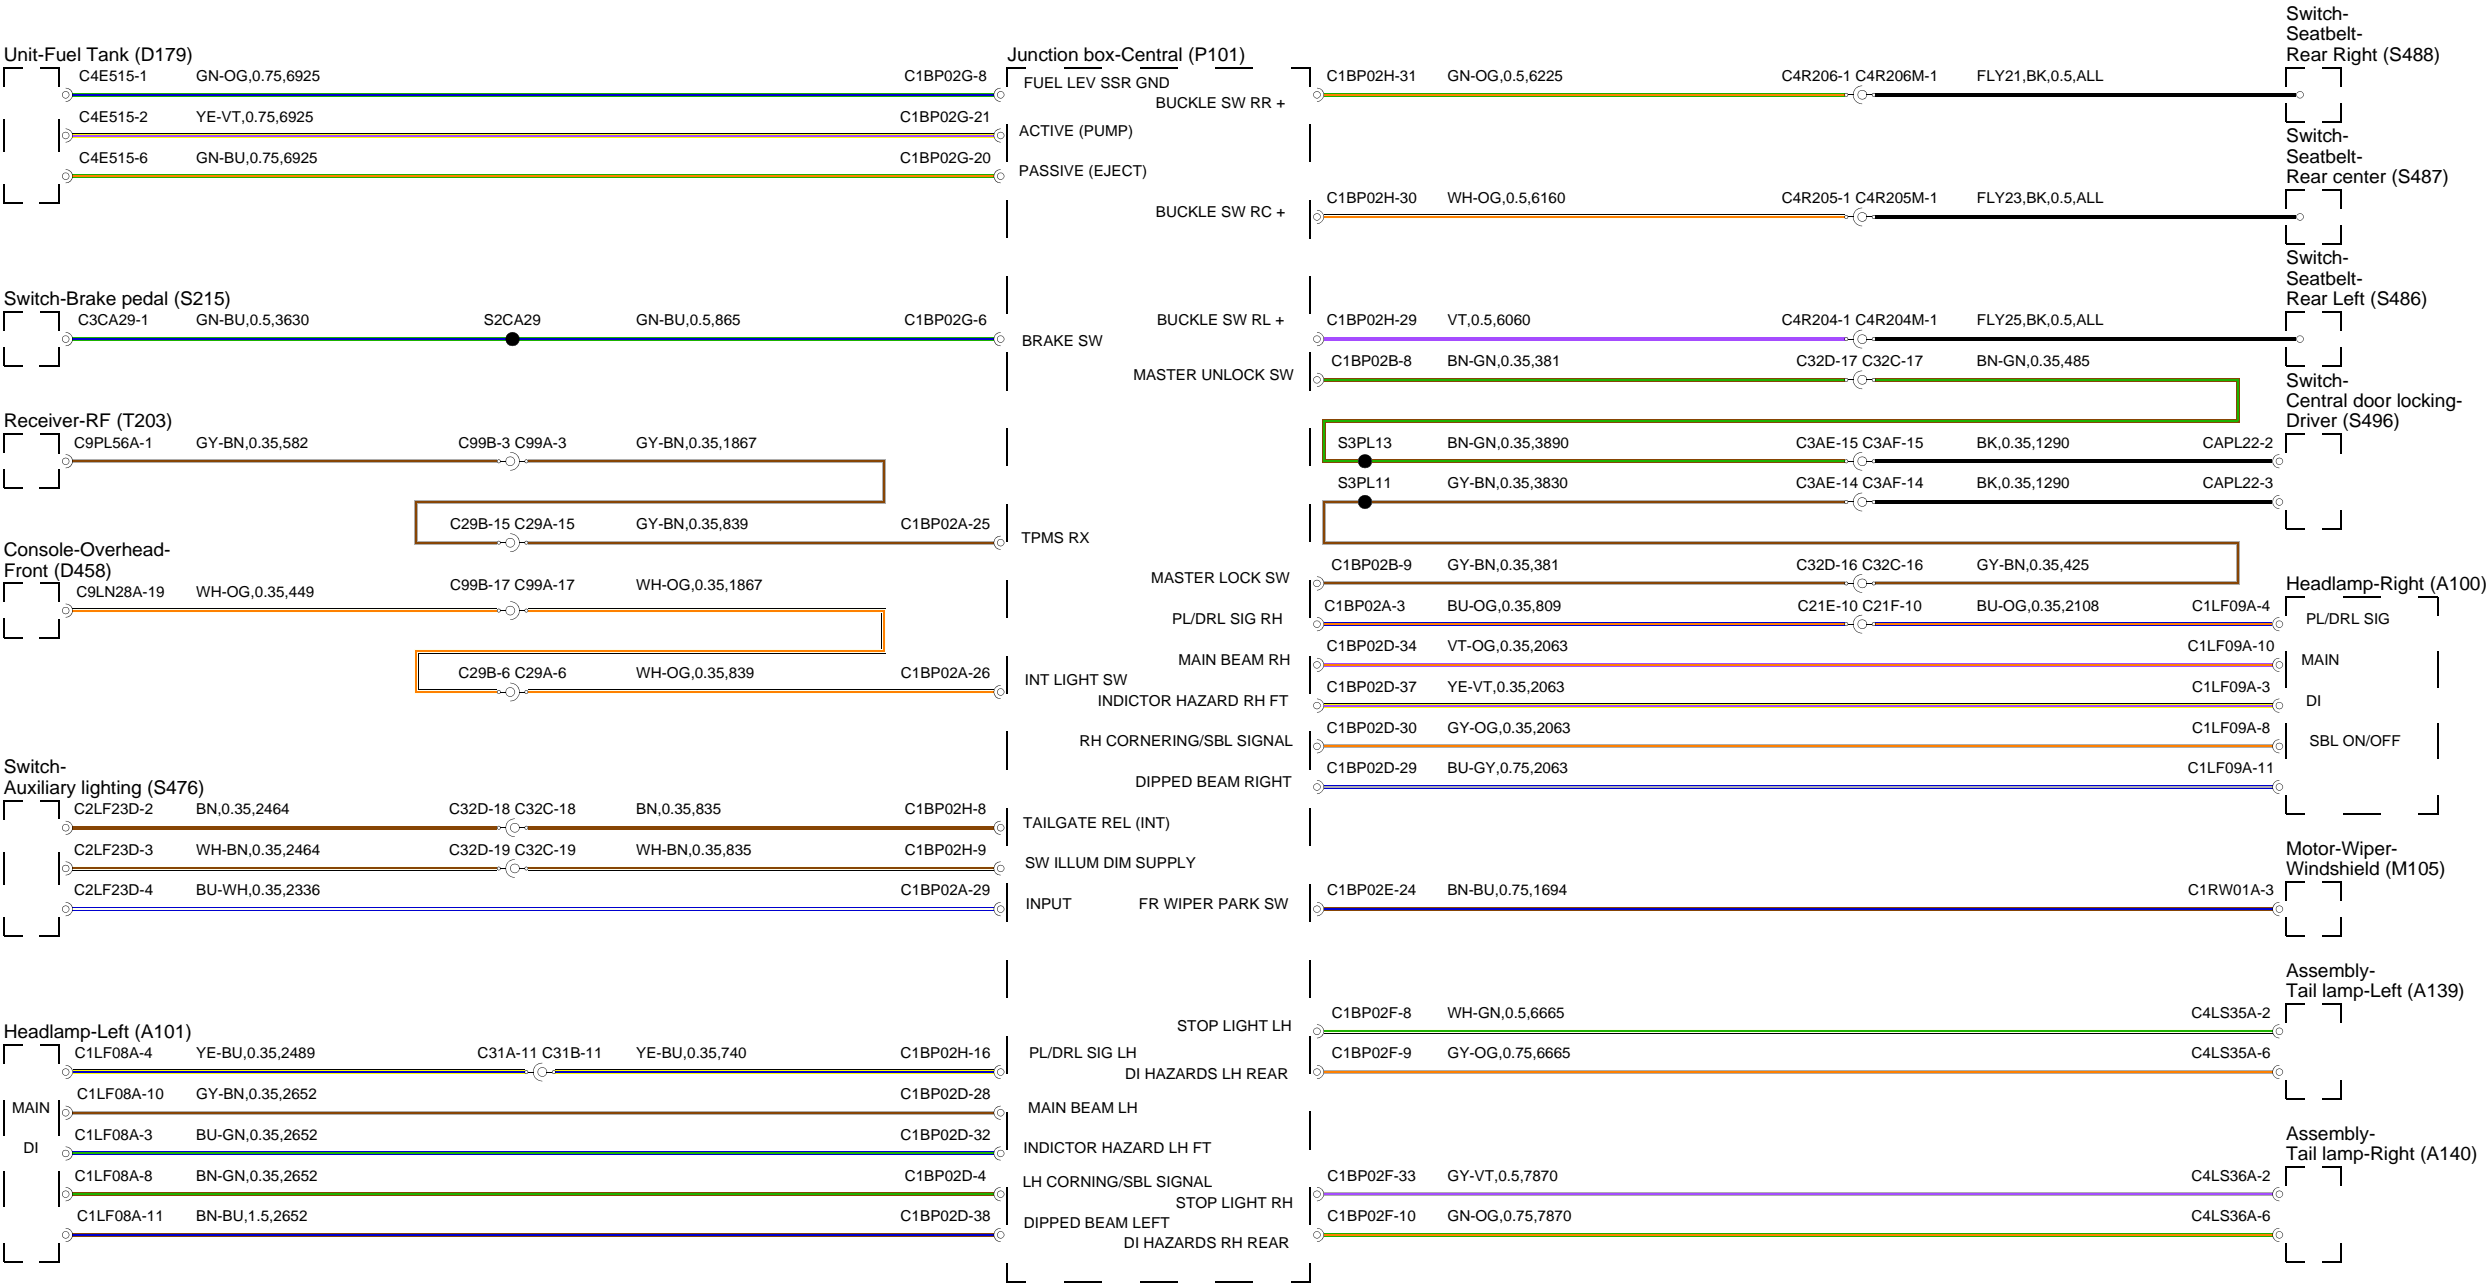 Unit-Fuel Tank (D179)
C4E515-1 GN-OG,0.75,6925 C1BP02G-8
C4E515-2 YE-VT,0.75,6925 C1BP02G-21
C4E515-6 GN-BU,0.75,6925 C1BP02G-20
Switch-Brake pedal (S215)
C3CA29-1 GN-BU,0.5,3630 S2CA29 GN-BU,0.5,865 C1BP02G-6
Receiver-RF (T203)
C9PL56A-1 GY-BN,0.35,582 C99B-3 C99A-3 GY-BN,0.35,1867
C29B-15 C29A-15 GY-BN,0.35,839 C1BP02A-25
Console-Overhead-
Front (D458)
C9LN28A-19 WH-OG,0.35,449 C99B-17 C99A-17 WH-OG,0.35,1867
C29B-6 C29A-6 WH-OG,0.35,839 C1BP02A-26
Switch-
Auxiliary lighting (S476)
C2LF23D-2 BN,0.35,2464 C32D-18 C32C-18 BN,0.35,835 C1BP02H-8
C2LF23D-3 WH-BN,0.35,2464 C32D-19 C32C-19 WH-BN,0.35,835 C1BP02H-9
C2LF23D-4 BU-WH,0.35,2336 C1BP02A-29
Headlamp-Left (A101)
C1LF08A-4 YE-BU,0.35,2489 C31A-11 C31B-11 YE-BU,0.35,740 C1BP02H-16
C1LF08A-10 GY-BN,0.35,2652 C1BP02D-28
MAIN
C1LF08A-3 BU-GN,0.35,2652 C1BP02D-32
DI
C1LF08A-8 BN-GN,0.35,2652 C1BP02D-4
C1LF08A-11 BN-BU,1.5,2652 C1BP02D-38
Junction box-Central (P101)
FUEL LEV SSR GND
BUCKLE SW RR +
ACTIVE (PUMP)
PASSIVE (EJECT)
BUCKLE SW RC +
BUCKLE SW RL +
BRAKE SW
MASTER UNLOCK SW
TPMS RX
MASTER LOCK SW
PL/DRL SIG RH
MAIN BEAM RH
INT LIGHT SW
INDICTOR HAZARD RH FT
RH CORNERING/SBL SIGNAL
DIPPED BEAM RIGHT
TAILGATE REL (INT)
SW ILLUM DIM SUPPLY
INPUT FR WIPER PARK SW
STOP LIGHT LH
PL/DRL SIG LH
DI HAZARDS LH REAR
MAIN BEAM LH
INDICTOR HAZARD LH FT
LH CORNING/SBL SIGNAL
STOP LIGHT RH
DIPPED BEAM LEFT
DI HAZARDS RH REAR
Switch-
Seatbelt-
Rear Right (S488)
C1BP02H-31 GN-OG,0.5,6225 C4R206-1 C4R206M-1 FLY21,BK,0.5,ALL
Switch-
Seatbelt-
Rear center (S487)
C1BP02H-30 WH-OG,0.5,6160 C4R205-1 C4R205M-1 FLY23,BK,0.5,ALL
Switch-
Seatbelt-
Rear Left (S486)
C1BP02H-29 VT,0.5,6060 C4R204-1 C4R204M-1 FLY25,BK,0.5,ALL
C1BP02B-8 BN-GN,0.35,381 C32D-17 C32C-17 BN-GN,0.35,485
Switch-
Central door locking-
Driver (S496)
S3PL13 BN-GN,0.35,3890 C3AE-15 C3AF-15 BK,0.35,1290 CAPL22-2
S3PL11 GY-BN,0.35,3830 C3AE-14 C3AF-14 BK,0.35,1290 CAPL22-3
C1BP02B-9 GY-BN,0.35,381 C32D-16 C32C-16 GY-BN,0.35,425
Headlamp-Right (A100)
C1BP02A-3 BU-OG,0.35,809 C21E-10 C21F-10 BU-OG,0.35,2108 C1LF09A-4
PL/DRL SIG
C1BP02D-34 VT-OG,0.35,2063 C1LF09A-10
MAIN
C1BP02D-37 YE-VT,0.35,2063 C1LF09A-3
DI
C1BP02D-30 GY-OG,0.35,2063 C1LF09A-8
SBL ON/OFF
C1BP02D-29 BU-GY,0.75,2063 C1LF09A-11
Motor-Wiper-
Windshield (M105)
C1BP02E-24 BN-BU,0.75,1694 C1RW01A-3
Assembly-
Tail lamp-Left (A139)
C1BP02F-8 WH-GN,0.5,6665 C4LS35A-2
C1BP02F-9 GY-OG,0.75,6665 C4LS35A-6
Assembly-
Tail lamp-Right (A140)
C1BP02F-33 GY-VT,0.5,7870 C4LS36A-2
C1BP02F-10 GN-OG,0.75,7870 C4LS36A-6